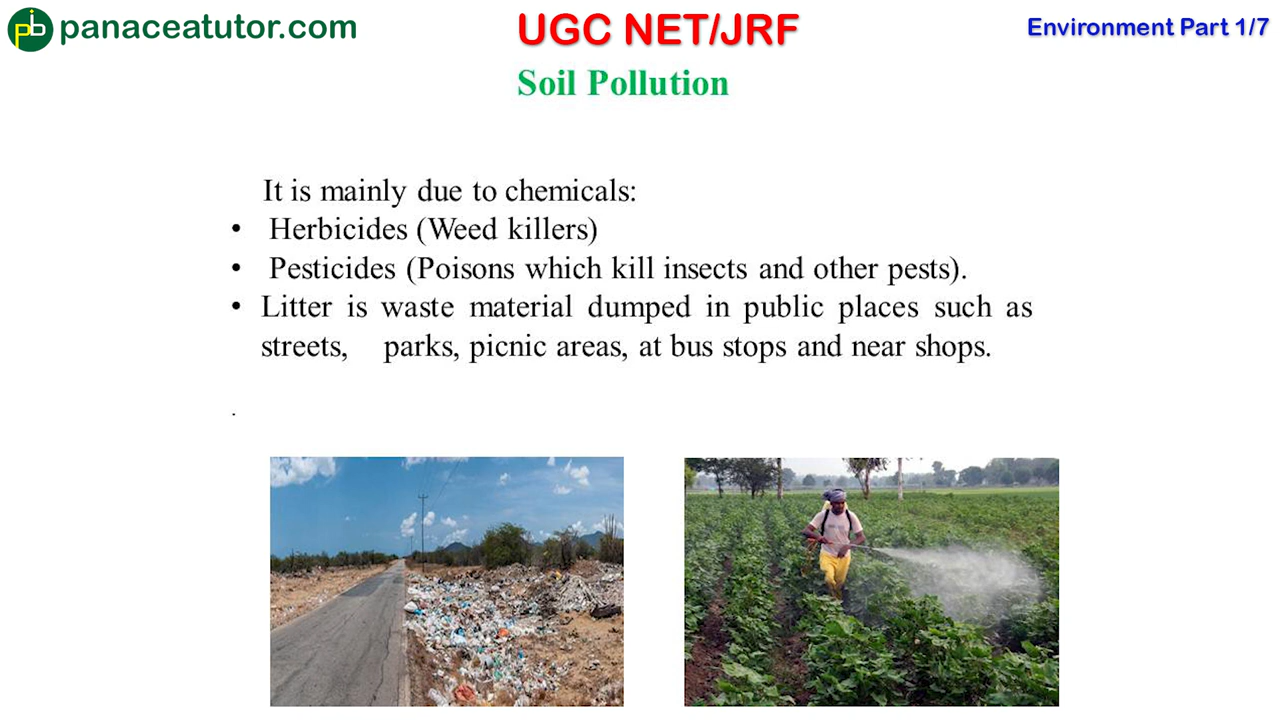 panaceatutor.com
UGC NET/JRF
Environment Part 1/7
Soil Pollution
It is mainly due to chemicals:
• Herbicides (Weed killers)
• Pesticides (Poisons which kill insects and other pests).
• Litter is waste material dumped in public places such as
streets, parks, picnic areas, at bus stops and near shops.
.